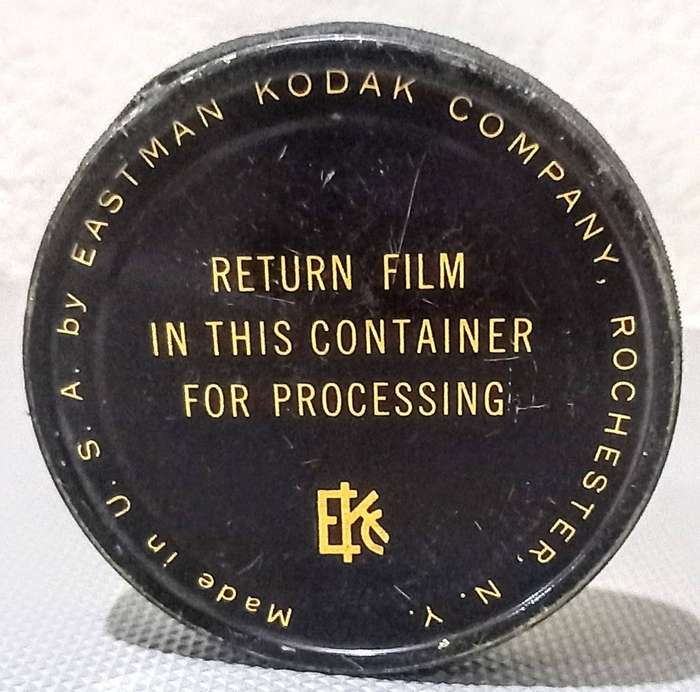 RETURN FILM
IN THIS CONTAINER
FOR PROCESSING
EKC
Made in U. S. A. by EASTMAN KODAK COMPANY, ROCHESTER, N. Y.